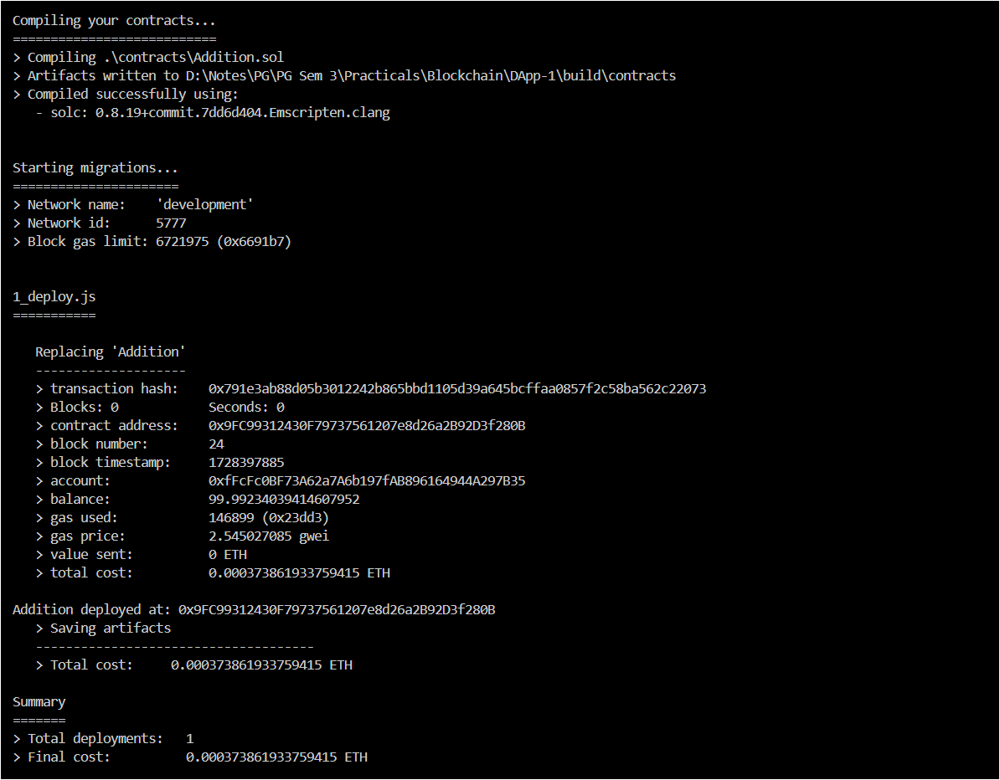 Compiling your contracts...
===========================
> Compiling .\contracts\Addition.sol
> Artifacts written to D:\Notes\PG\PG Sem 3\Practicals\Blockchain\DApp-1\build\contracts
> Compiled successfully using:
   - solc: 0.8.19+commit.7dd6d404.Emscripten.clang


Starting migrations...
======================
> Network name:    'development'
> Network id:      5777
> Block gas limit: 6721975 (0x6691b7)


1_deploy.js
===========

   Replacing 'Addition'
   --------------------
   > transaction hash:    0x791e3ab88d05b3012242b865bbd1105d39a645bcffaa0857f2c58ba562c22073
   > Blocks: 0            Seconds: 0
   > contract address:    0x9FC99312430F79737561207e8d26a2B92D3f280B
   > block number:        24
   > block timestamp:     1728397885
   > account:             0xfFcFc0BF73A62a7A6b197fAB896164944A297B35
   > balance:             99.99234039414607952
   > gas used:            146899 (0x23dd3)
   > gas price:           2.545027085 gwei
   > value sent:          0 ETH
   > total cost:          0.000373861933759415 ETH

Addition deployed at: 0x9FC99312430F79737561207e8d26a2B92D3f280B
   > Saving artifacts
   -------------------------------------
   > Total cost:     0.000373861933759415 ETH

Summary
=======
> Total deployments:   1
> Final cost:          0.000373861933759415 ETH